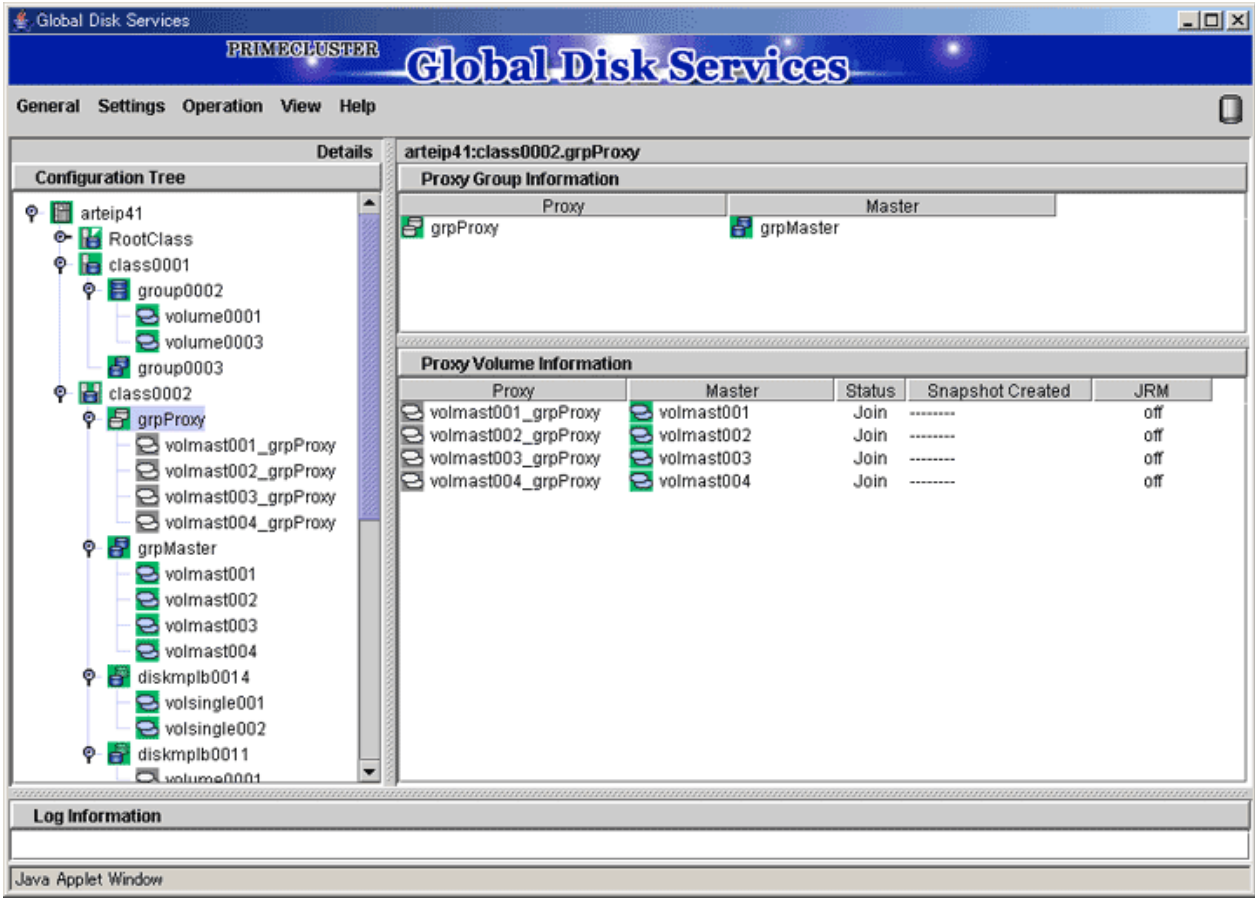 Global Disk Services
PRIMECLUSTER
Global Disk Services
General Settings Operation View Help
Details
Configuration Tree
arteip41
RootClass
class0001
group0002
volume0001
volume0003
group0003
class0002
grpProxy
volmast001_grpProxy
volmast002_grpProxy
volmast003_grpProxy
volmast004_grpProxy
grpMaster
volmast001
volmast002
volmast003
volmast004
diskmplb0014
volsingle001
volsingle002
diskmplb0011
volume0001
arteip41:class0002.grpProxy
Proxy Group Information
Proxy Master
grpProxy grpMaster
Proxy Volume Information
Proxy Master Status Snapshot Created JRM
volmast001_grpProxy volmast001 Join -------- off
volmast002_grpProxy volmast002 Join -------- off
volmast003_grpProxy volmast003 Join -------- off
volmast004_grpProxy volmast004 Join -------- off
Log Information
Java Applet Window